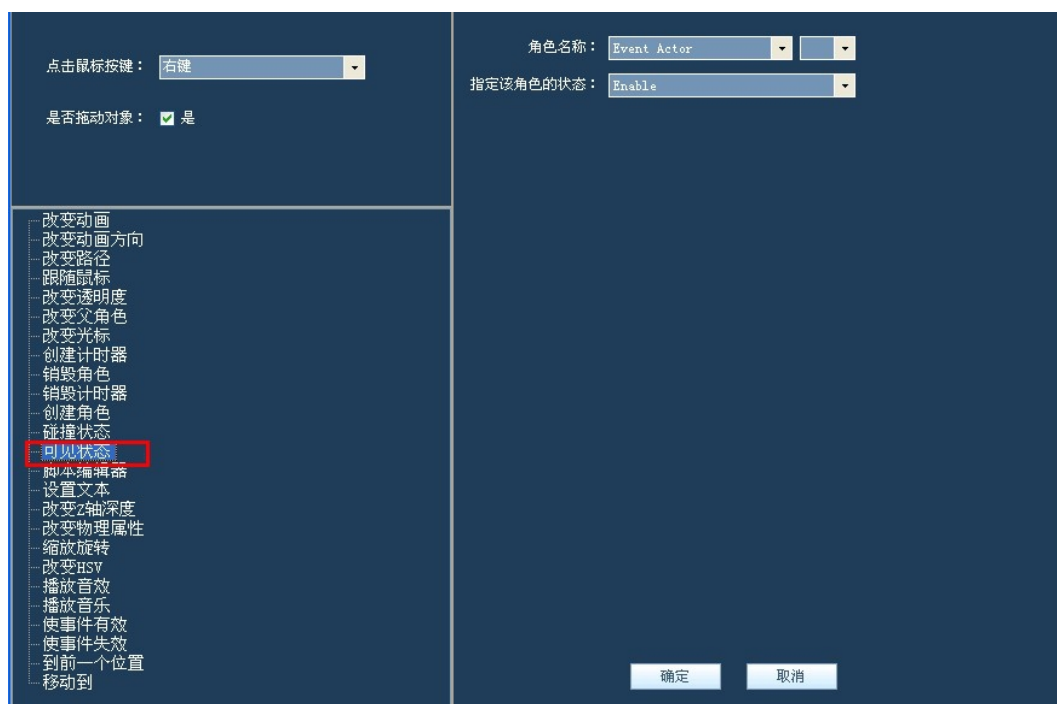 点击鼠标按键： 右键
是否拖动对象： 是
角色名称： Event Actor
指定该角色的状态： Enable
改变动画
改变动画方向
改变路径
跟随鼠标
改变透明度
改变父角色
改变光标
创建计时器
销毁角色
销毁计时器
创建角色
碰撞状态
可见状态
脚本编辑器
设置文本
改变Z轴深度
改变物理属性
缩放旋转
改变HSV
播放音效
播放音乐
使事件有效
使事件失效
到前一个位置
移动到
确定 取消